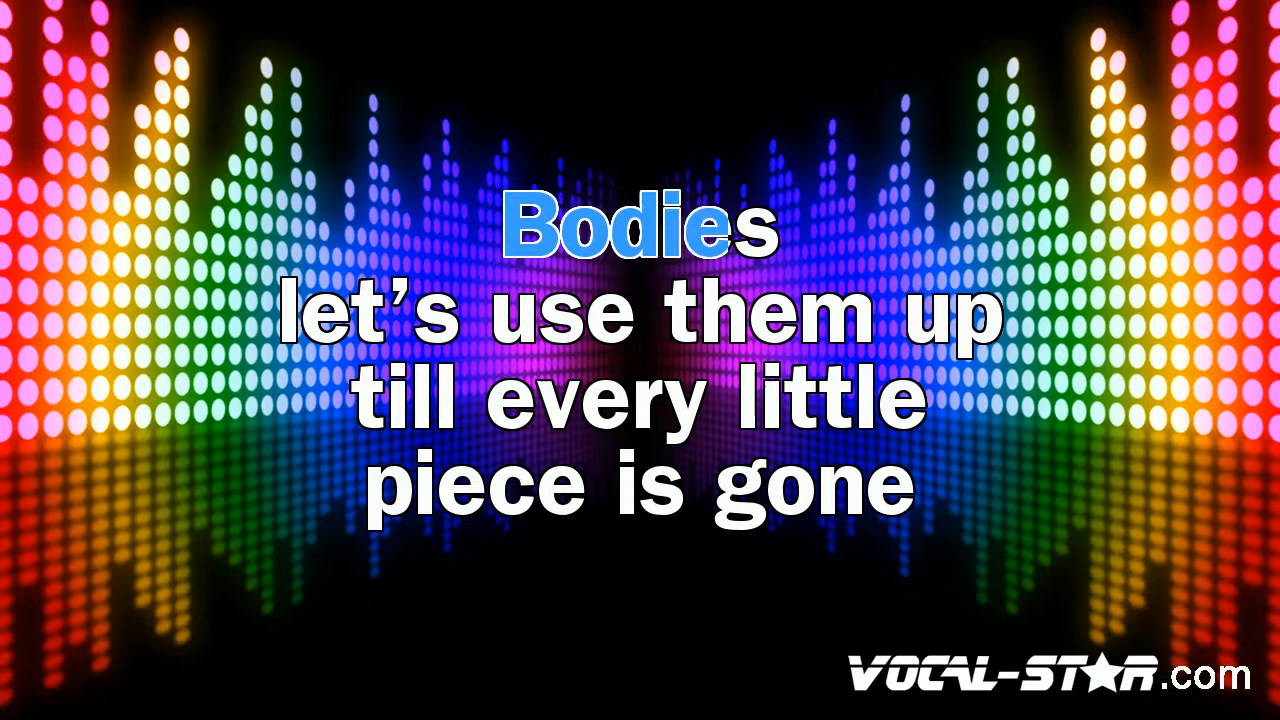 Bodies
let’s use them up
till every little
piece is gone
VOCAL-STAR.com